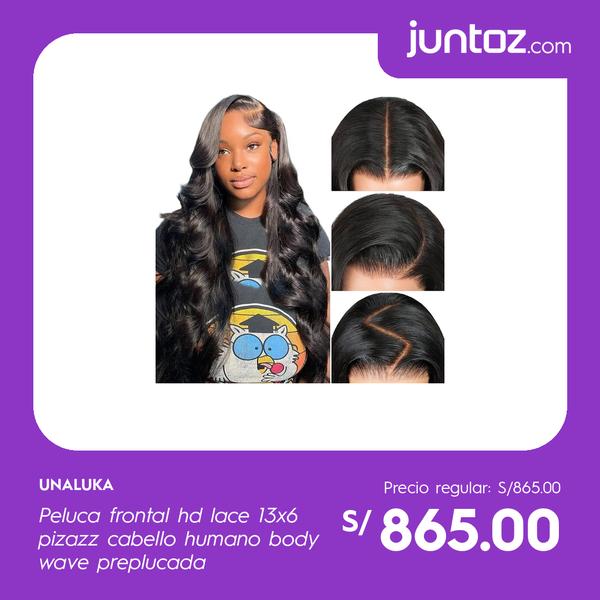 juntoz.com
UNALUKA
Peluca frontal hd lace 13x6
pizazz cabello humano body
wave preplucada
Precio regular: S/865.00
S/ 865.00